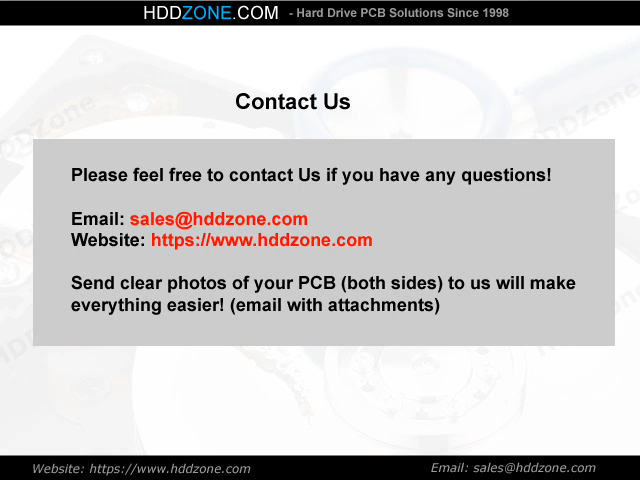 HDDZONE.COM - Hard Drive PCB Solutions Since 1998
HDDZone
HDDZone
Contact Us
Please feel free to contact Us if you have any questions!
Email: sales@hddzone.com
Website: https://www.hddzone.com
Send clear photos of your PCB (both sides) to us will make
everything easier! (email with attachments)
Website: https://www.hddzone.com
Email: sales@hddzone.com